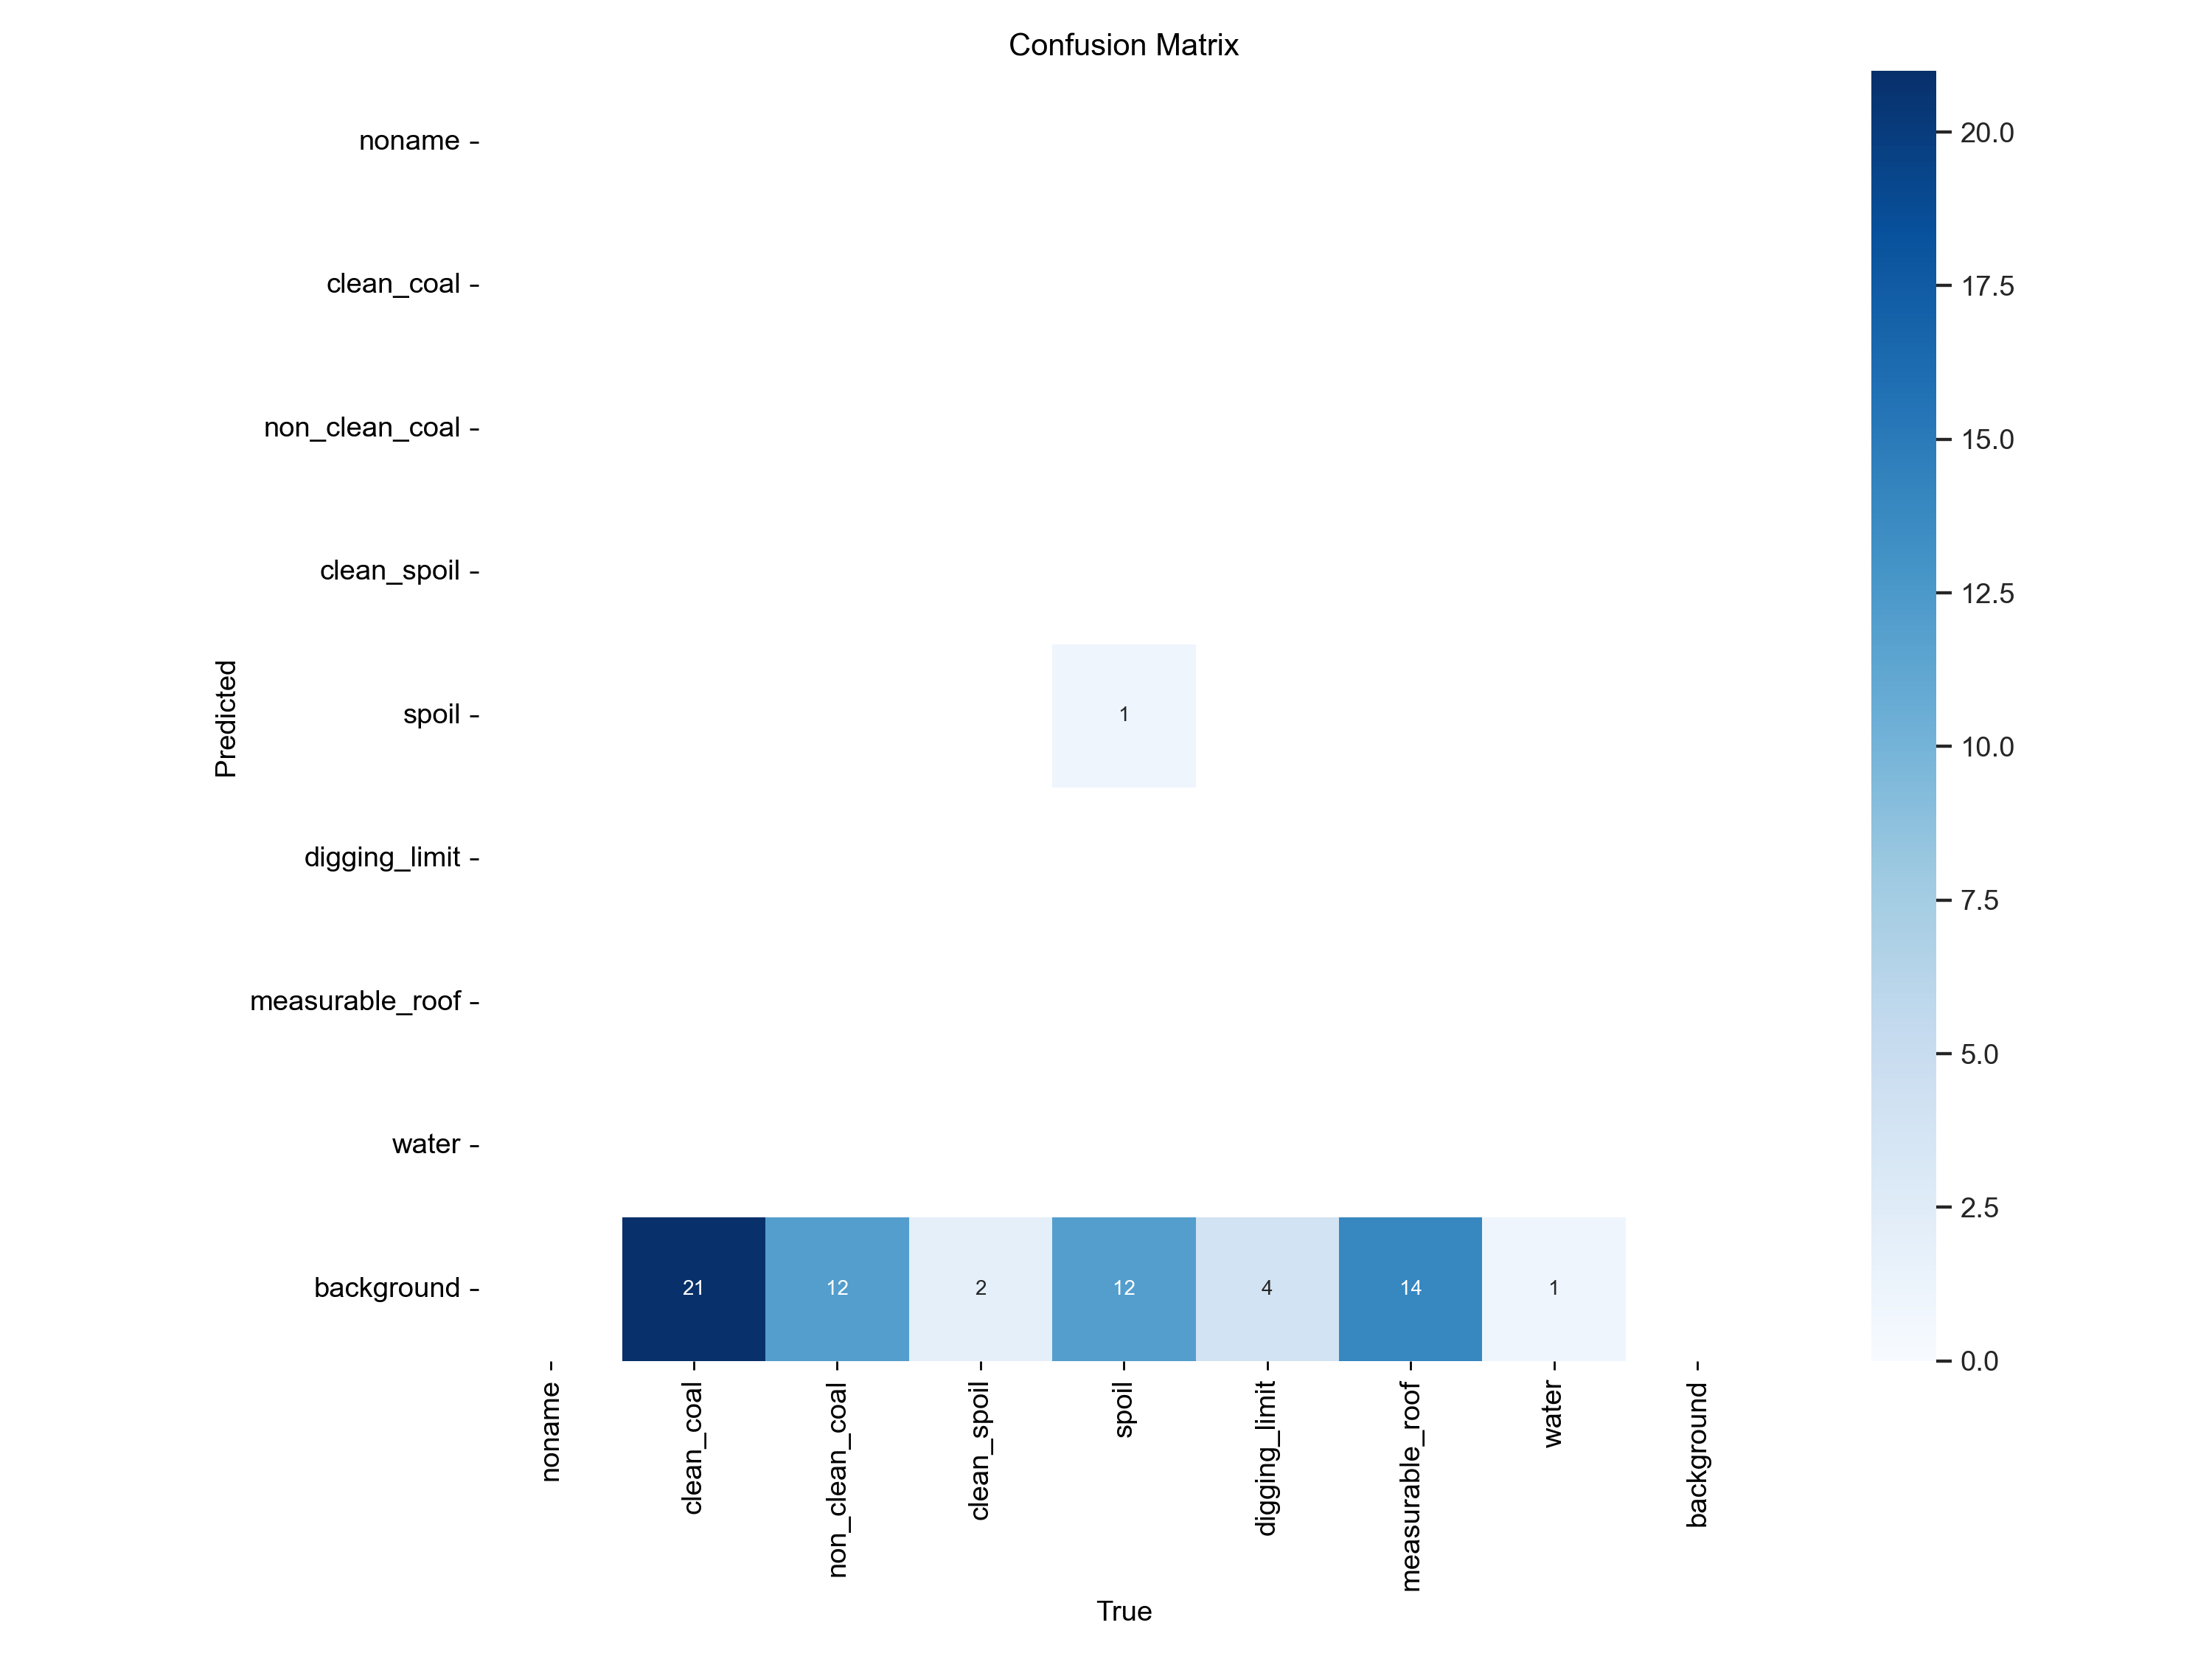 Confusion Matrix
noname
clean_coal
non_clean_coal
clean_spoil
spoil
digging_limit
measurable_roof
water
background
Predicted
1
21 12 2 12 4 14 1
noname
clean_coal
non_clean_coal
clean_spoil
spoil
digging_limit
measurable_roof
water
background
True
20.0
17.5
15.0
12.5
10.0
7.5
5.0
2.5
0.0